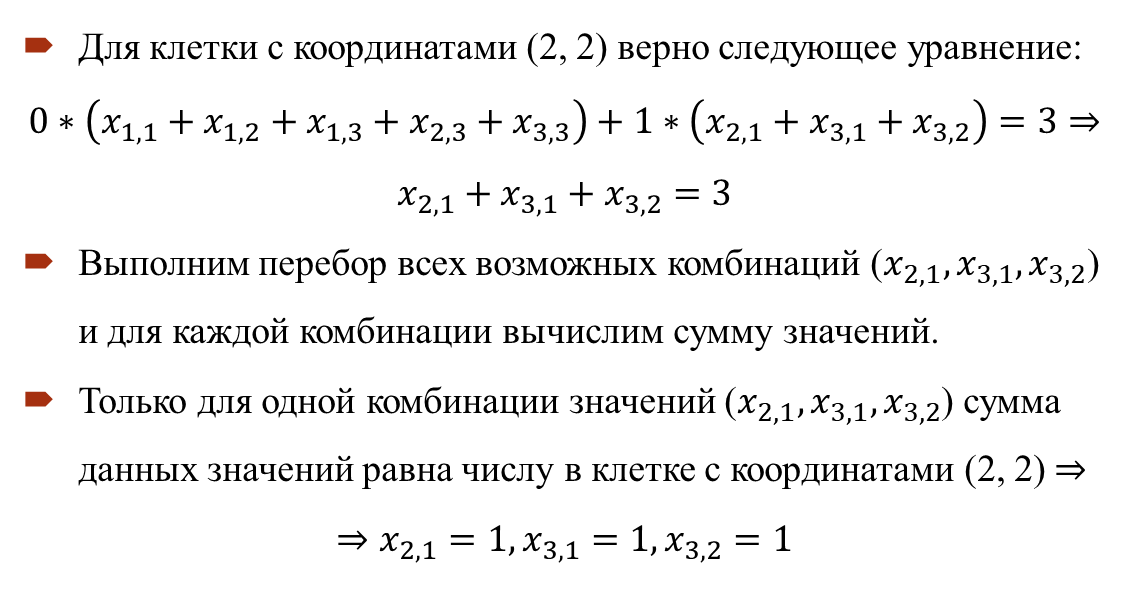 Для клетки с координатами (2, 2) верно следующее уравнение:
0 ∗ (x₁,₁ + x₁,₂ + x₁,₃ + x₂,₃ + x₃,₃) + 1 ∗ (x₂,₁ + x₃,₁ + x₃,₂) = 3 ⇒
x₂,₁ + x₃,₁ + x₃,₂ = 3
Выполним перебор всех возможных комбинаций (x₂,₁, x₃,₁, x₃,₂)
и для каждой комбинации вычислим сумму значений.
Только для одной комбинации значений (x₂,₁, x₃,₁, x₃,₂) сумма
данных значений равна числу в клетке с координатами (2, 2) ⇒
⇒ x₂,₁ = 1, x₃,₁ = 1, x₃,₂ = 1